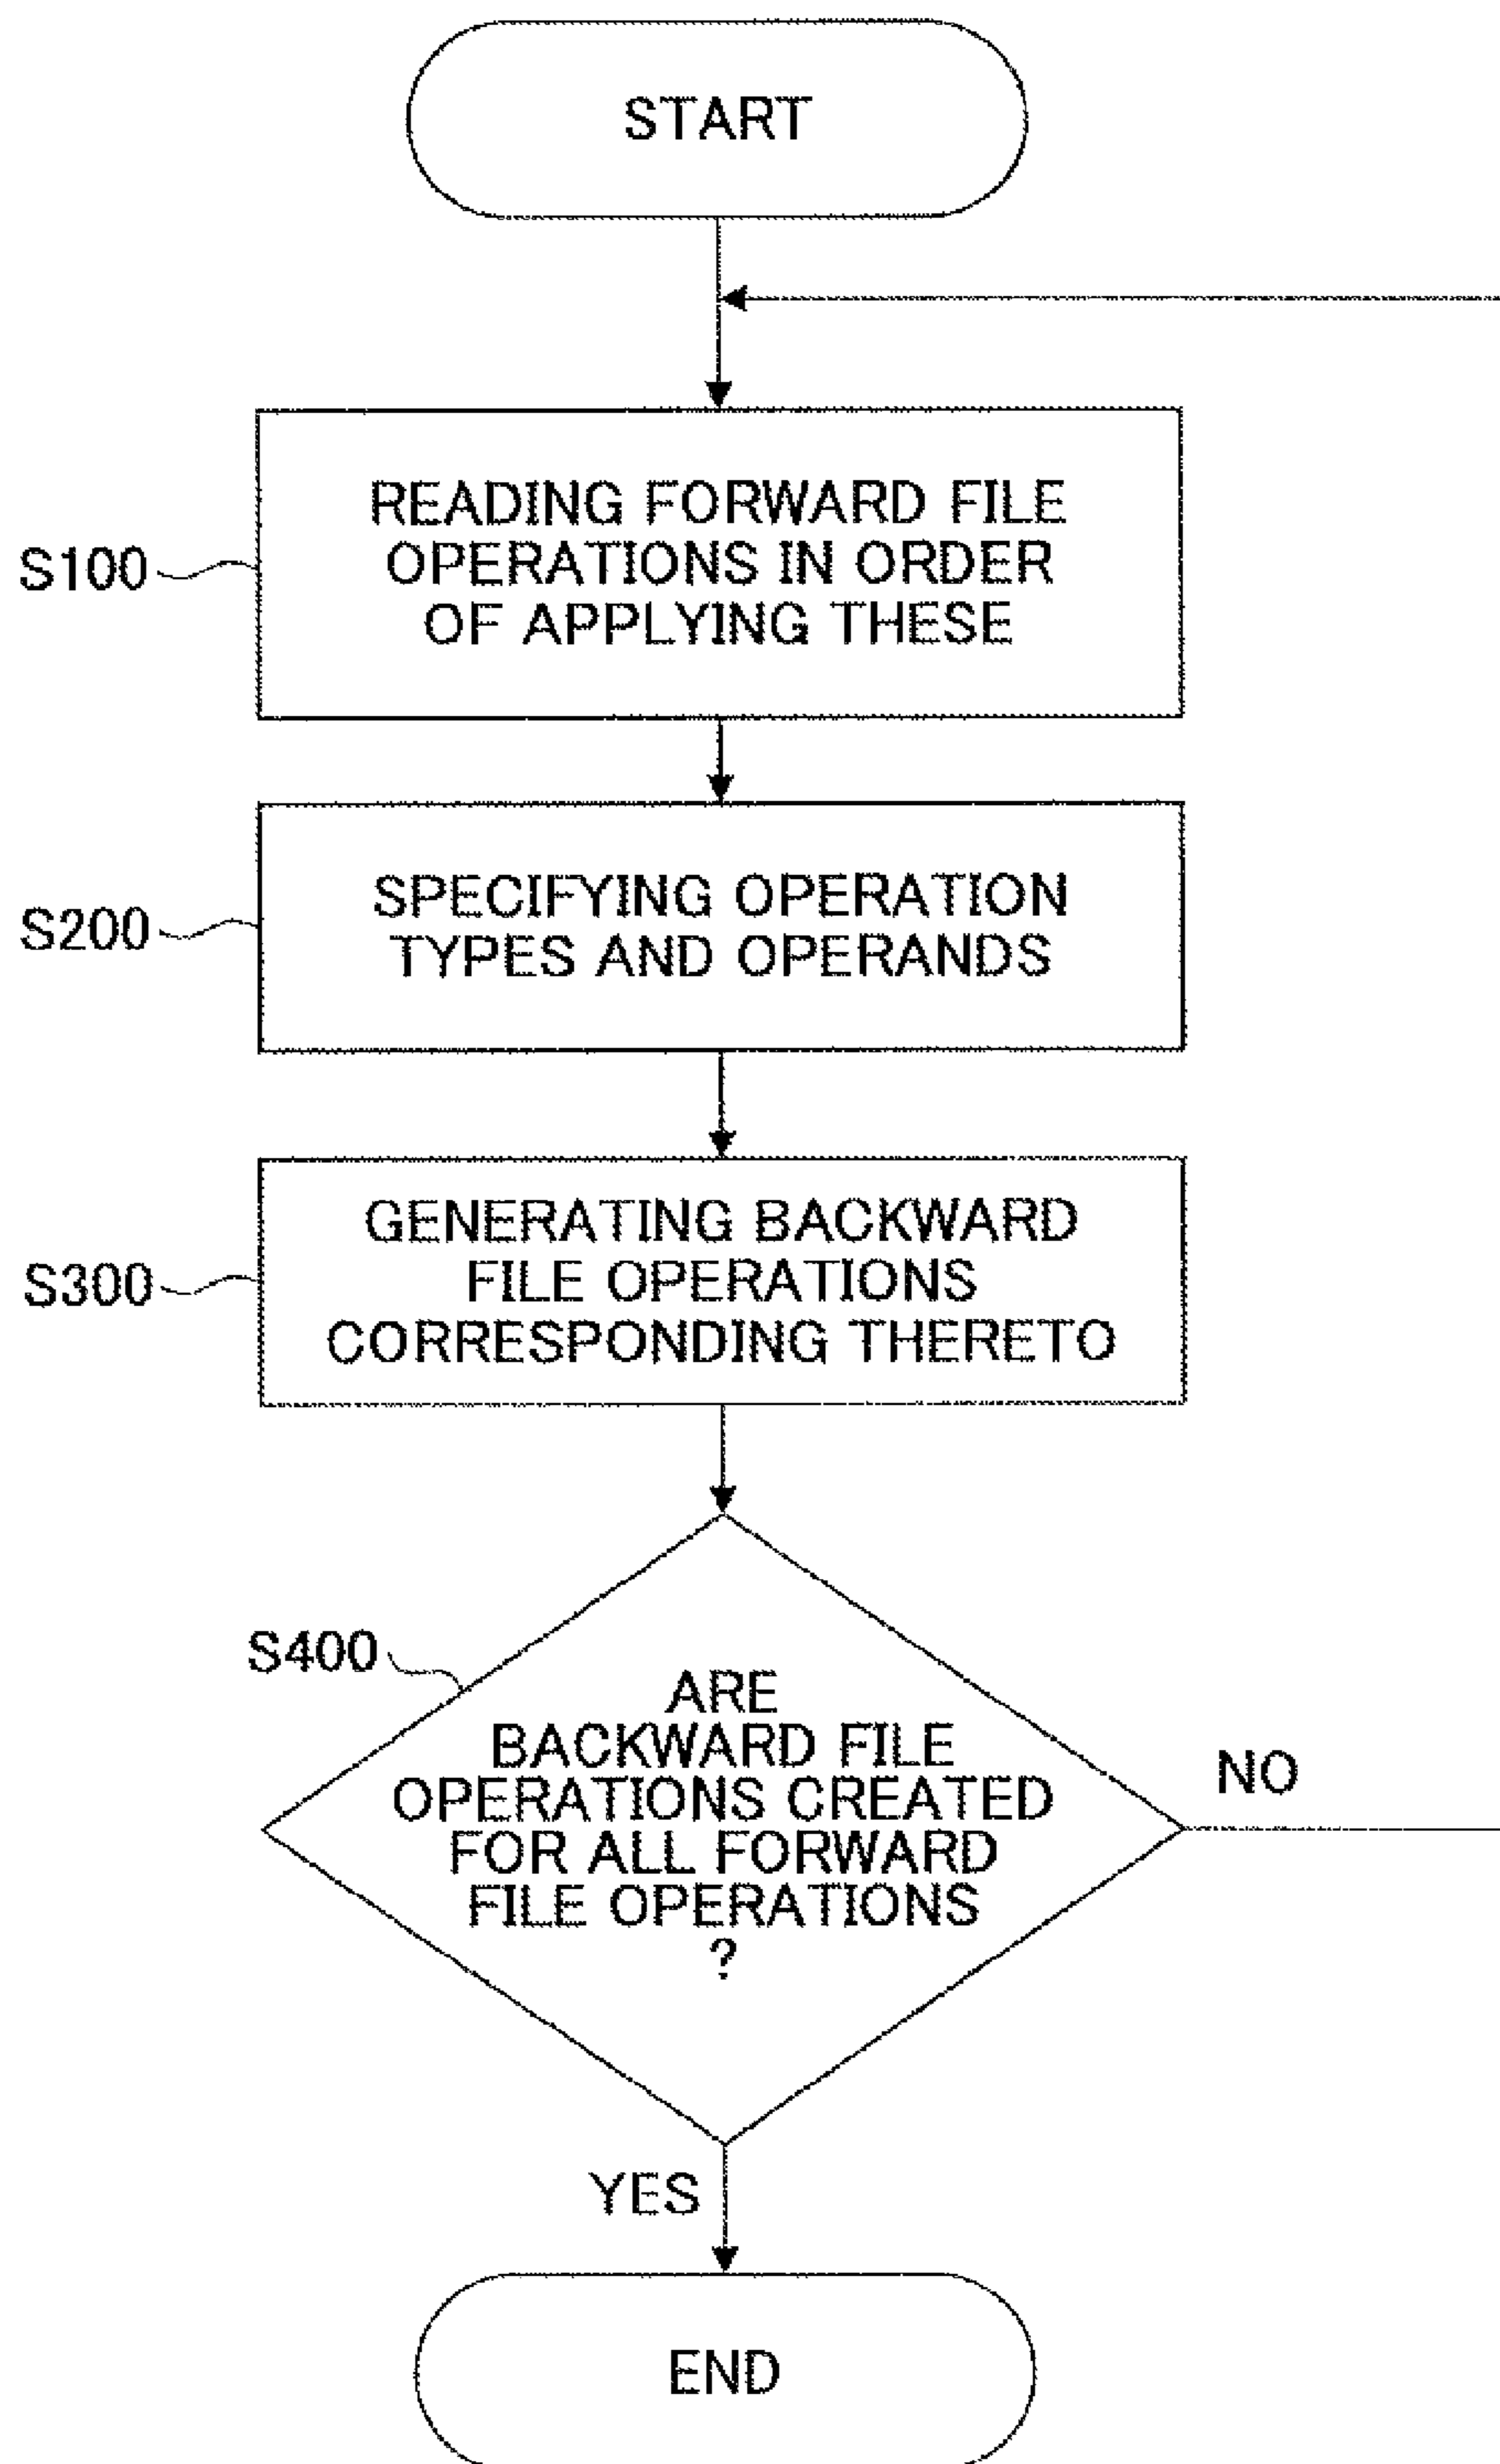 START
S100
READING FORWARD FILE
OPERATIONS IN ORDER
OF APPLYING THESE
S200
SPECIFYING OPERATION
TYPES AND OPERANDS
S300
GENERATING BACKWARD
FILE OPERATIONS
CORRESPONDING THERETO
S400
ARE
BACKWARD FILE
OPERATIONS CREATED
FOR ALL FORWARD
FILE OPERATIONS
?
NO
YES
END